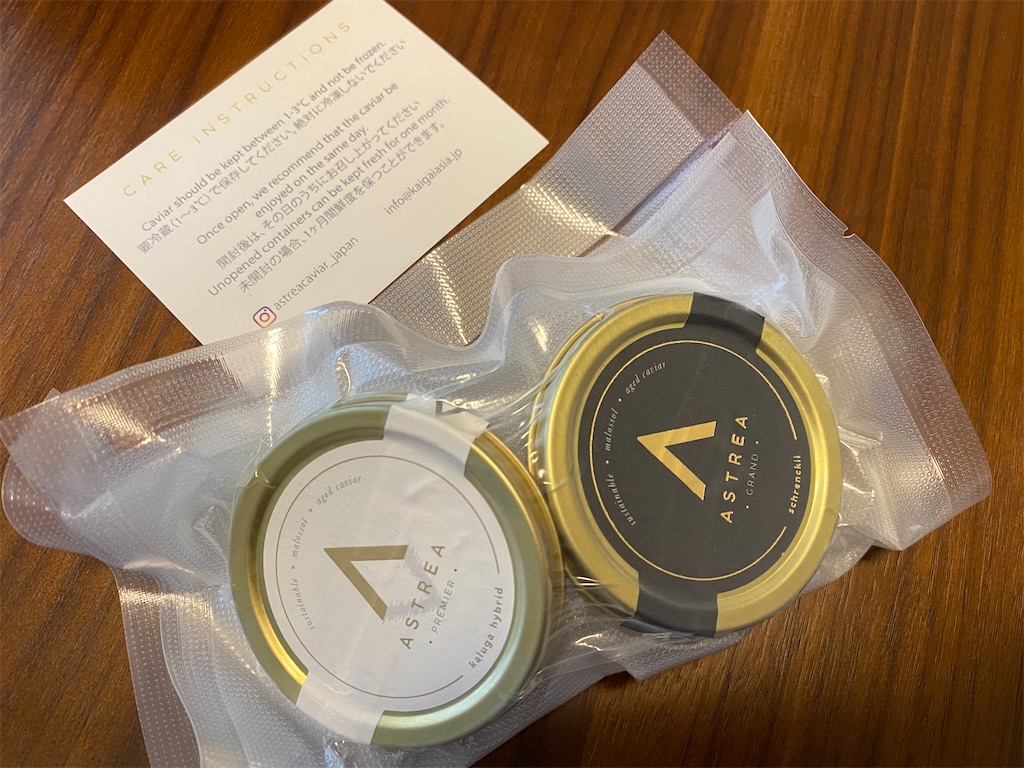 CARE INSTRUCTIONS
Caviar should be kept between 1-3°C and not be frozen.
要冷蔵(1〜3℃)で保存してください。絶対に冷凍しないでください
Once open, we recommend that the caviar be
enjoyed on the same day.
開封後は、その日のうちにお召し上がってください
Unopened containers can be kept fresh for one month.
未開封の場合、1ヶ月間鮮度を保つことができます。
info@kaigaiasia.jp
astreacaviar_japan
sustainable • malossol • aged caviar
ASTREA
• PREMIER •
kaluga hybrid
sustainable • malossol • aged caviar
ASTREA
• GRAND •
schrenckii